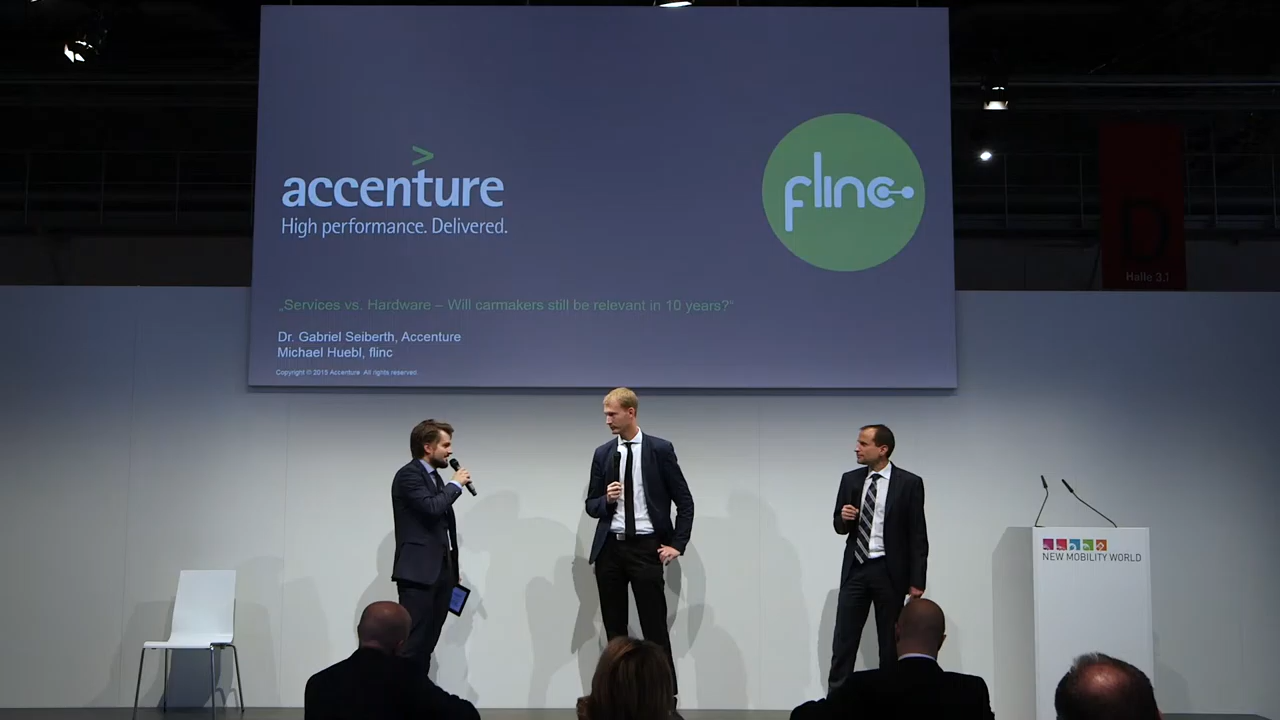 >
accenture
High performance. Delivered.
flinc
„Services vs. Hardware – Will carmakers still be relevant in 10 years?“
Dr. Gabriel Seiberth, Accenture
Michael Huebl, flinc
Copyright © 2015 Accenture All rights reserved.
D
Halle 3.1
NEW MOBILITY WORLD